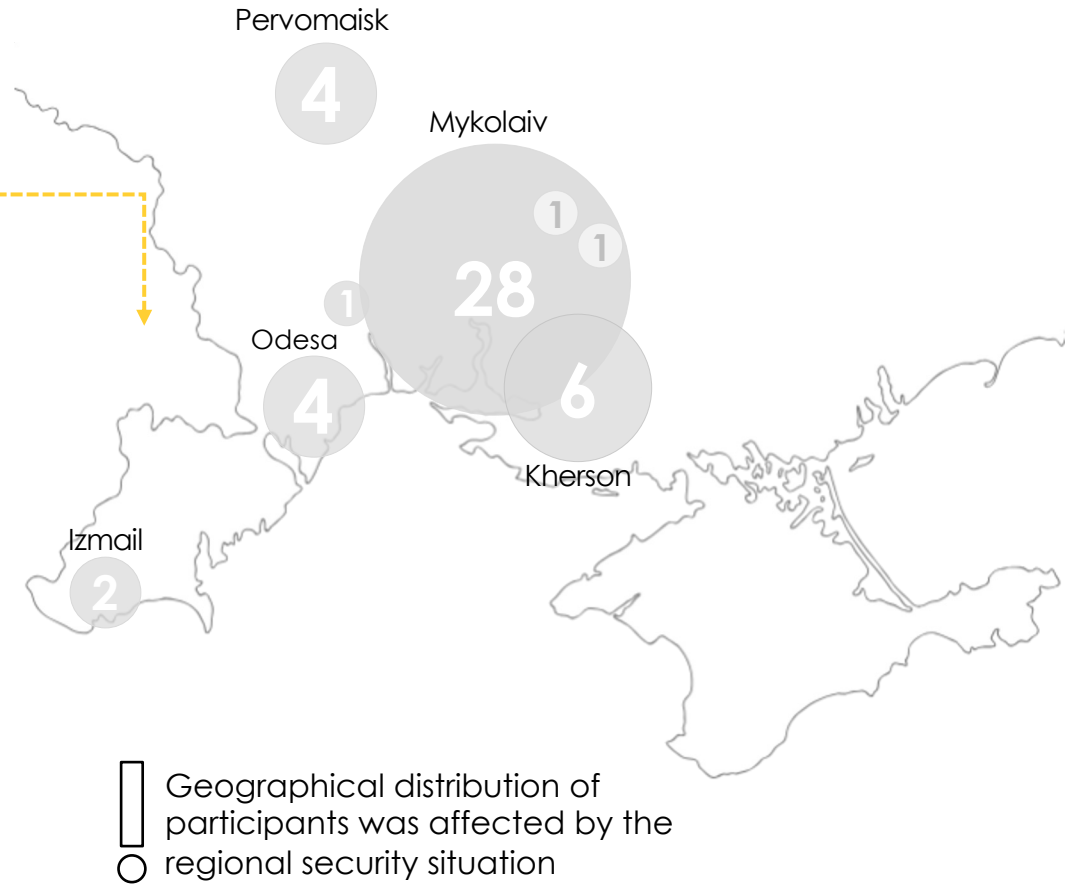 Pervomaisk
4
Mykolaiv
1
1
28
1
Odesa
4
6
Kherson
Izmail
2
Geographical distribution of
participants was affected by the
regional security situation